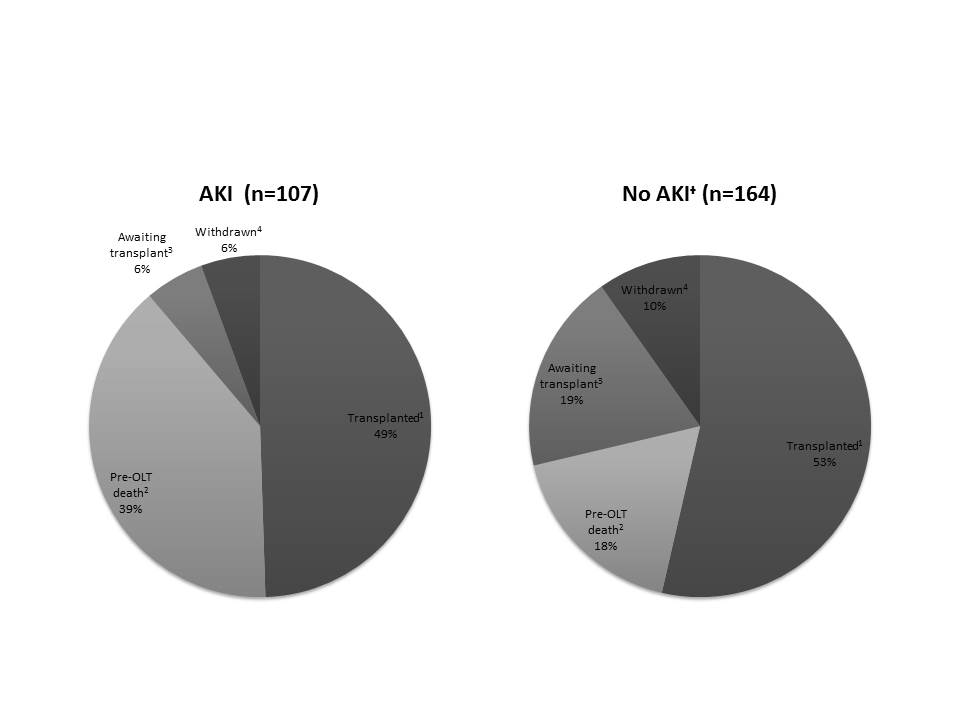 AKI  (n=107)
Withdrawn⁴
6%
Awaiting
transplant³
6%
Transplanted¹
49%
Pre-OLT
death²
39%
No AKI⁺ (n=164)
Withdrawn⁴
10%
Awaiting
transplant³
19%
Transplanted¹
53%
Pre-OLT
death²
18%